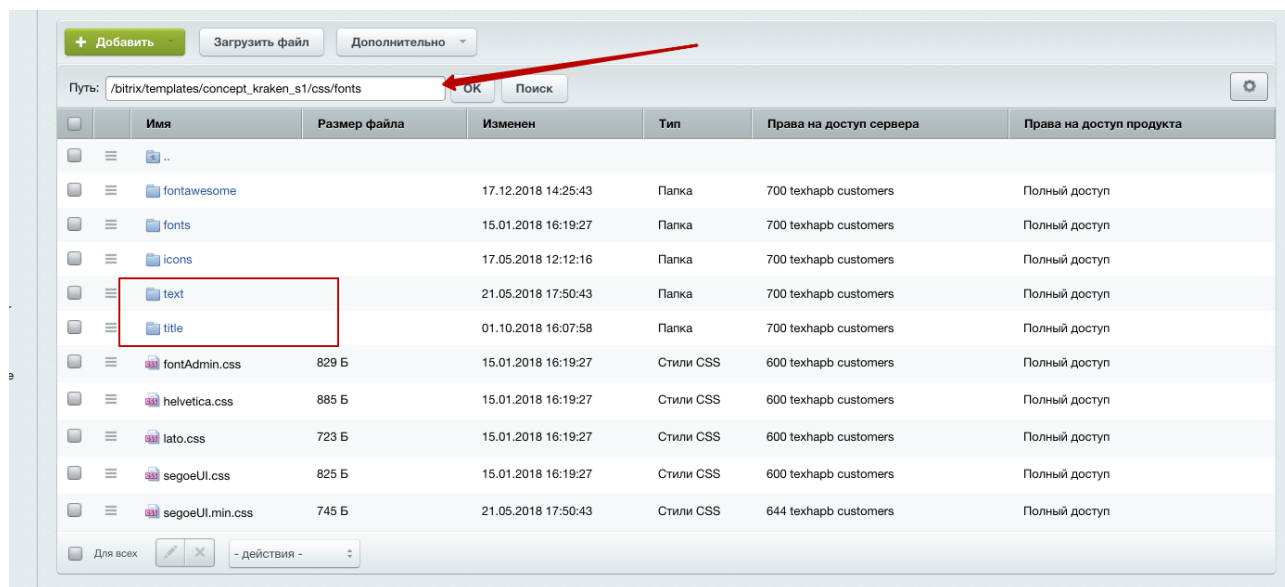 + Добавить Загрузить файл Дополнительно
Путь: /bitrix/templates/concept_kraken_s1/css/fonts OK Поиск
Имя Размер файла Изменен Тип Права на доступ сервера Права на доступ продукта
..
fontawesome 17.12.2018 14:25:43 Папка 700 texhapb customers Полный доступ
fonts 15.01.2018 16:19:27 Папка 700 texhapb customers Полный доступ
icons 17.05.2018 12:12:16 Папка 700 texhapb customers Полный доступ
text 21.05.2018 17:50:43 Папка 700 texhapb customers Полный доступ
title 01.10.2018 16:07:58 Папка 700 texhapb customers Полный доступ
fontAdmin.css 829 Б 15.01.2018 16:19:27 Стили CSS 600 texhapb customers Полный доступ
helvetica.css 885 Б 15.01.2018 16:19:27 Стили CSS 600 texhapb customers Полный доступ
lato.css 723 Б 15.01.2018 16:19:27 Стили CSS 600 texhapb customers Полный доступ
segoeUI.css 825 Б 15.01.2018 16:19:27 Стили CSS 600 texhapb customers Полный доступ
segoeUI.min.css 745 Б 21.05.2018 17:50:43 Стили CSS 644 texhapb customers Полный доступ
Для всех - действия -